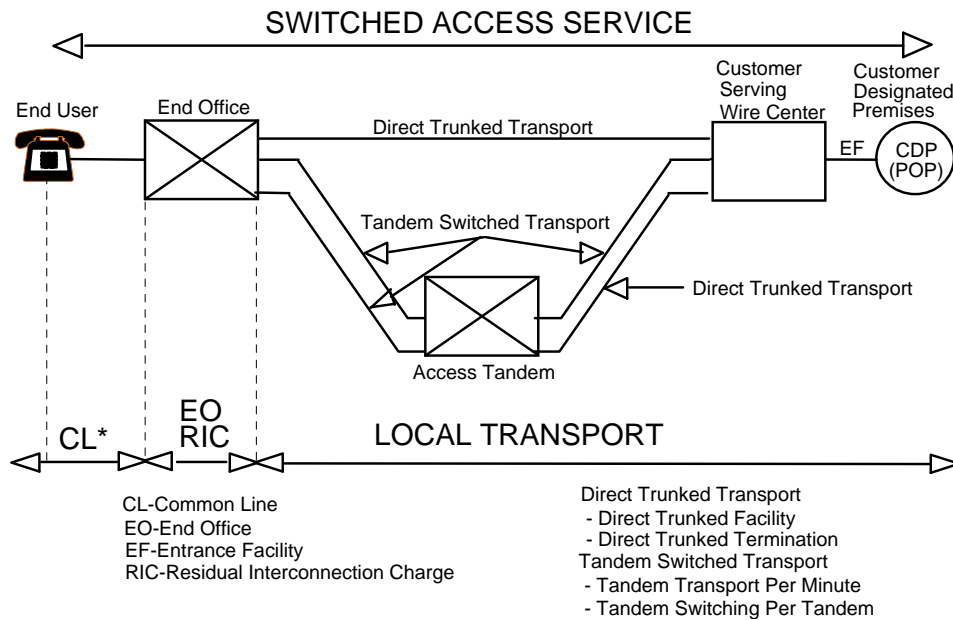 SWITCHED ACCESS SERVICE
End User
End Office
Customer
Serving
Wire Center
Customer
Designated
Premises
Direct Trunked Transport
EF
CDP
(POP)
Tandem Switched Transport
Direct Trunked Transport
Access Tandem
CL*
EO
RIC
LOCAL TRANSPORT
CL-Common Line
EO-End Office
EF-Entrance Facility
RIC-Residual Interconnection Charge
Direct Trunked Transport
- Direct Trunked Facility
- Direct Trunked Termination
Tandem Switched Transport
- Tandem Transport Per Minute
- Tandem Switching Per Tandem